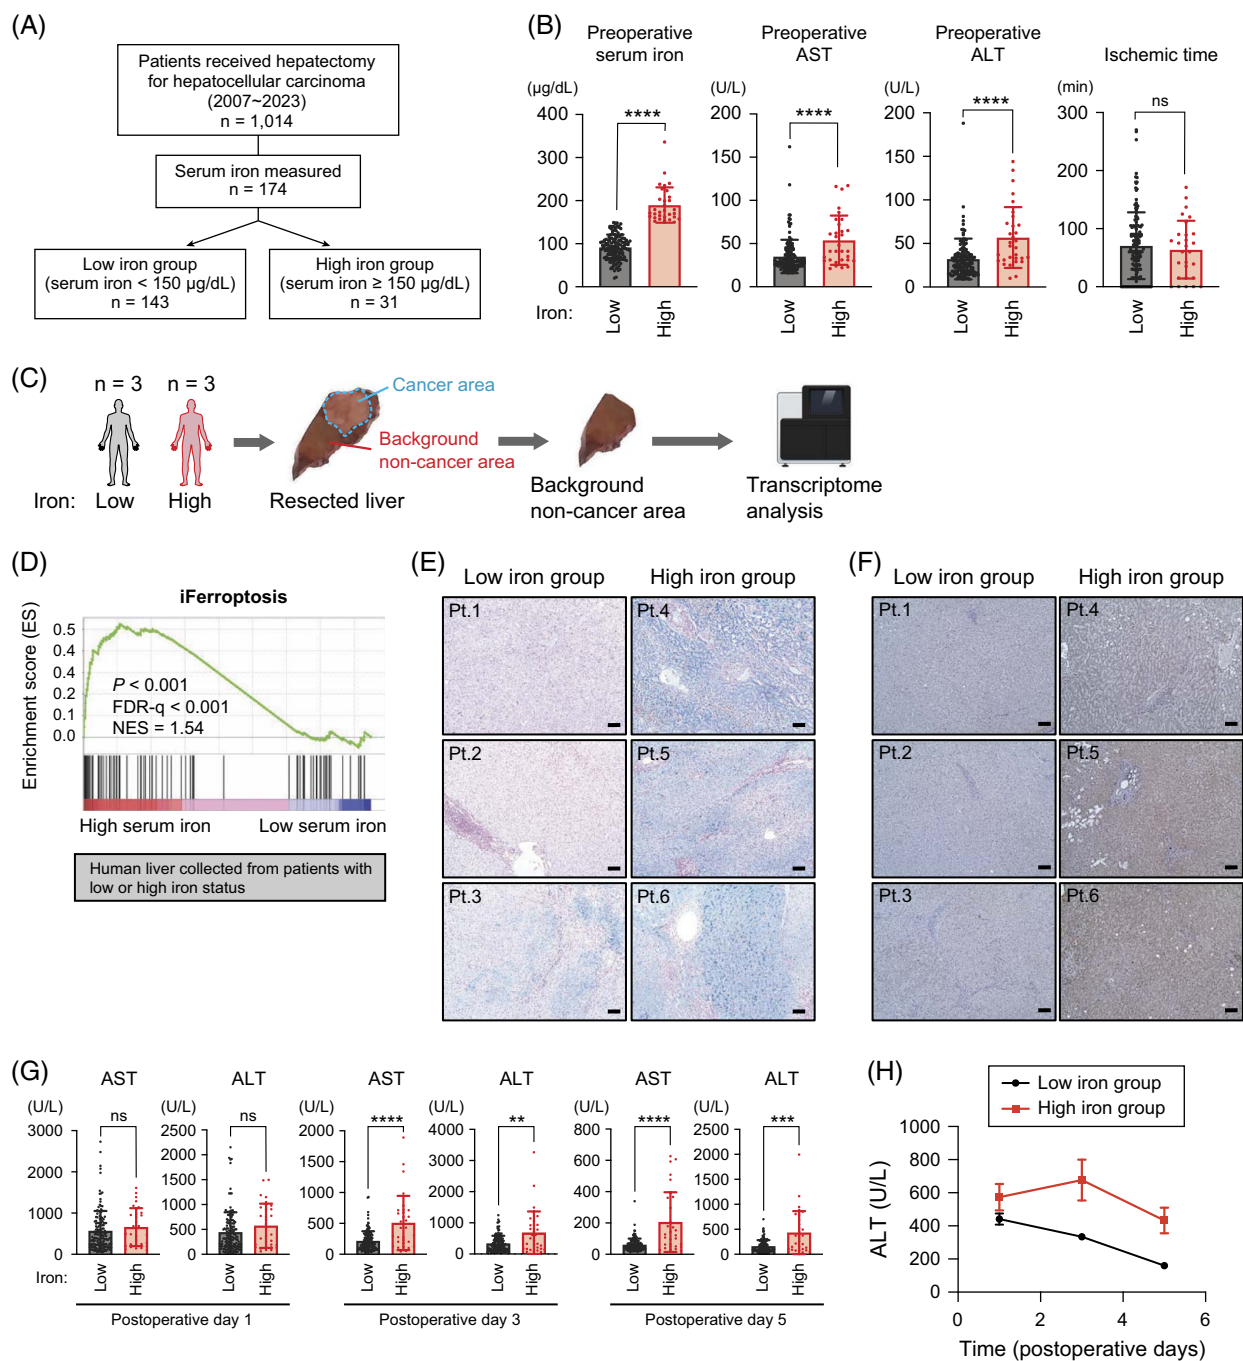 (A)
Patients received hepatectomy
for hepatocellular carcinoma
(2007~2023)
n = 1,014
Serum iron measured
n = 174
Low iron group
(serum iron < 150 μg/dL)
n = 143
High iron group
(serum iron ≥ 150 μg/dL)
n = 31
(B)
Preoperative
serum iron
(μg/dL)
400
300
200
100
0
****
Iron:
Low
High
Preoperative
AST
(U/L)
200
150
100
50
0
****
Low
High
Preoperative
ALT
(U/L)
200
150
100
50
0
****
Low
High
Ischemic time
(min)
300
200
100
0
ns
Low
High
(C)
n = 3
n = 3
Iron:
Low
High
Cancer area
Background
non-cancer area
Resected liver
Background
non-cancer area
Transcriptome
analysis
(D)
iFerroptosis
Enrichment score (ES)
0.5
0.4
0.2
0.1
0.0
P < 0.001
FDR-q < 0.001
NES = 1.54
High serum iron
Low serum iron
Human liver collected from patients with
low or high iron status
(E)
Low iron group
High iron group
Pt.1
Pt.4
Pt.2
Pt.5
Pt.3
Pt.6
(F)
Low iron group
High iron group
Pt.1
Pt.4
Pt.2
Pt.5
Pt.3
Pt.6
(G)
AST
(U/L)
3000
2000
1000
0
ns
Iron:
Low
High
ALT
(U/L)
2500
2000
1500
1000
500
0
ns
Low
High
Postoperative day 1
AST
(U/L)
2000
1500
1000
500
0
****
Low
High
ALT
(U/L)
4000
3000
2000
1000
0
**
Low
High
Postoperative day 3
AST
(U/L)
800
600
400
200
0
****
Low
High
ALT
(U/L)
2500
2000
1500
1000
500
0
***
Low
High
Postoperative day 5
(H)
Low iron group
High iron group
ALT (U/L)
1000
800
600
400
200
0
0
2
4
6
Time (postoperative days)